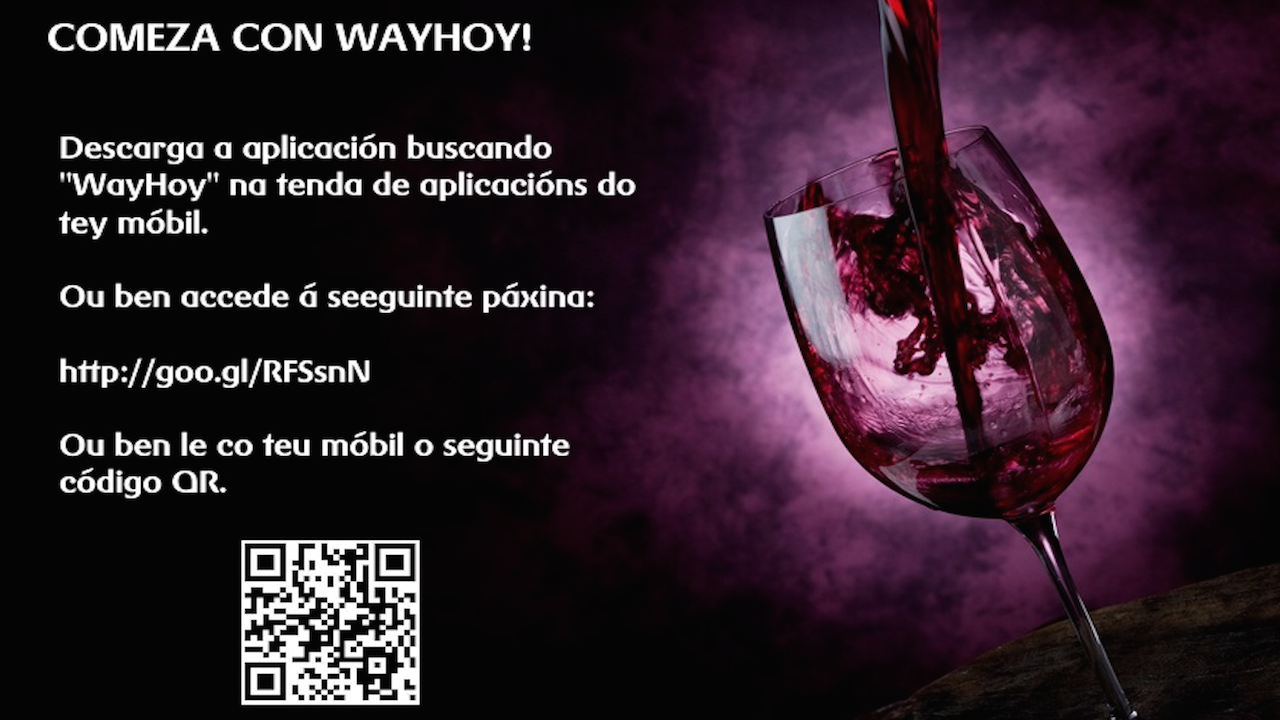 COMEZA CON WAYHOY!
Descarga a aplicación buscando
"WayHoy" na tenda de aplicacións do
tey móbil.
Ou ben accede á seeguinte páxina:
http://goo.gl/RFSsnN
Ou ben le co teu móbil o seguinte
código QR.